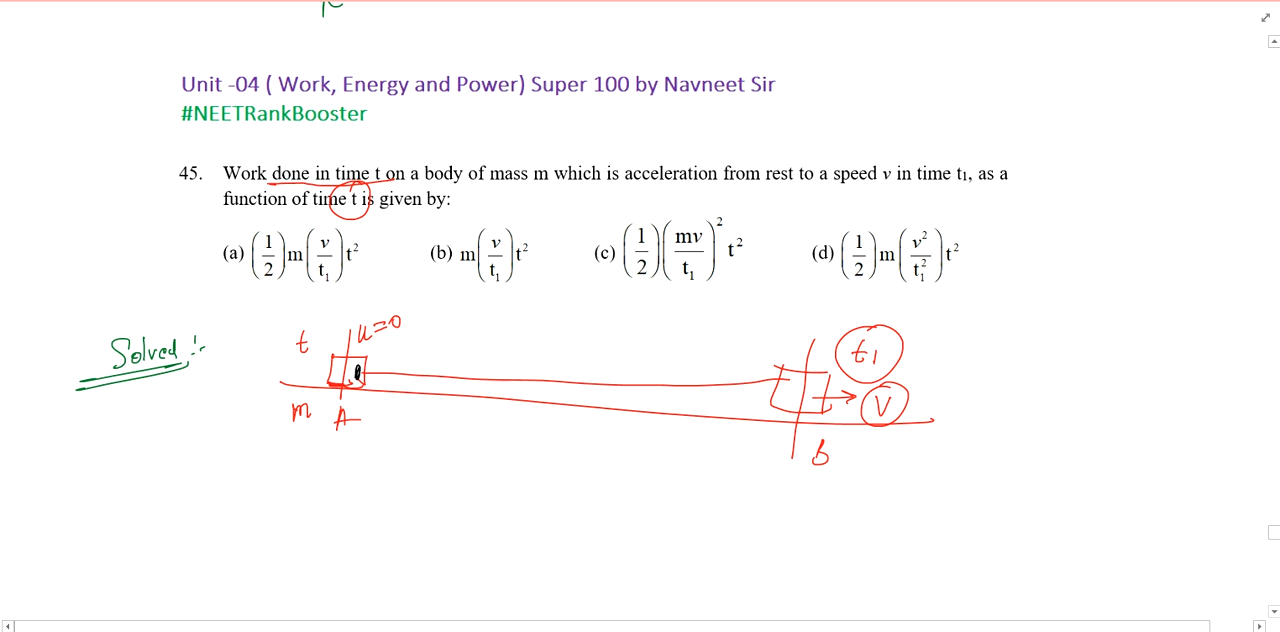 Unit -04 ( Work, Energy and Power) Super 100 by Navneet Sir
#NEETRankBooster
45. Work done in time t on a body of mass m which is acceleration from rest to a speed v in time t₁, as a
function of time t is given by:
(a) (1/2)m(v/t₁)t² (b) m(v/t₁)t² (c) (1/2)(mv/t₁)²t² (d) (1/2)m(v²/t₁²)t²
Solved :-
t u=0 t₁
m A V
b